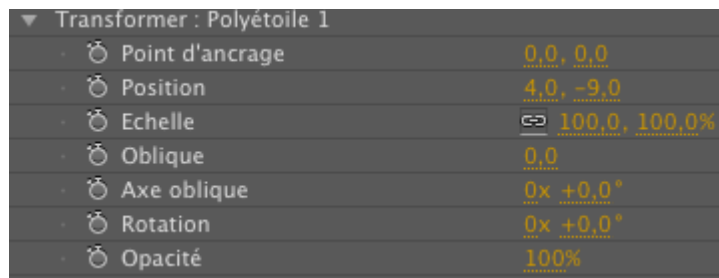 Transformer : Polyétoile 1
Point d'ancrage 0,0, 0,0
Position 4,0, -9,0
Echelle 100,0, 100,0%
Oblique 0,0
Axe oblique 0x +0,0°
Rotation 0x +0,0°
Opacité 100%